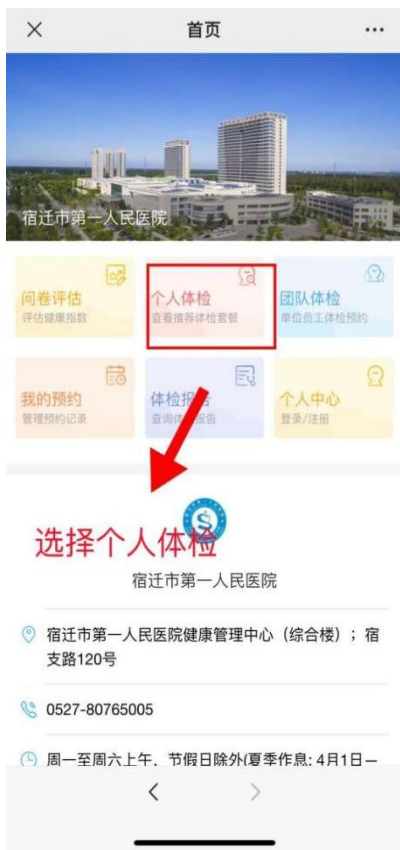 首页
宿迁市第一人民医院
问卷评估
评估健康指数
个人体检
查看推荐体检套餐
团队体检
单位员工体检预约
我的预约
管理预约记录
体检报告
查询体检报告
个人中心
登录/注册
选择个人体检
宿迁市第一人民医院
宿迁市第一人民医院健康管理中心（综合楼）；宿
支路120号
0527-80765005
周一至周六上午，节假日除外(夏季作息: 4月1日—